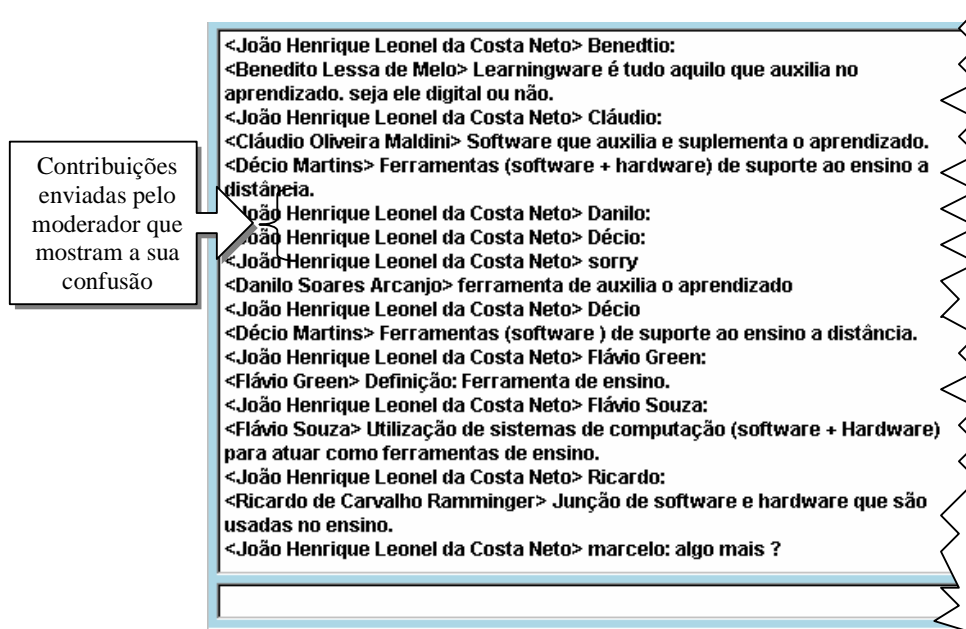 <João Henrique Leonel da Costa Neto> Benedtio:
<Benedito Lessa de Melo> Learningware é tudo aquilo que auxilia no
aprendizado. seja ele digital ou não.
<João Henrique Leonel da Costa Neto> Cláudio:
<Cláudio Oliveira Maldini> Software que auxilia e suplementa o aprendizado.
<Décio Martins> Ferramentas (software + hardware) de suporte ao ensino a
distância.
<João Henrique Leonel da Costa Neto> Danilo:
<João Henrique Leonel da Costa Neto> Décio:
<João Henrique Leonel da Costa Neto> sorry
<Danilo Soares Arcanjo> ferramenta de auxilia o aprendizado
<João Henrique Leonel da Costa Neto> Décio
<Décio Martins> Ferramentas (software ) de suporte ao ensino a distância.
<João Henrique Leonel da Costa Neto> Flávio Green:
<Flávio Green> Definição: Ferramenta de ensino.
<João Henrique Leonel da Costa Neto> Flávio Souza:
<Flávio Souza> Utilização de sistemas de computação (software + Hardware)
para atuar como ferramentas de ensino.
<João Henrique Leonel da Costa Neto> Ricardo:
<Ricardo de Carvalho Ramminger> Junção de software e hardware que são
usadas no ensino.
<João Henrique Leonel da Costa Neto> marcelo: algo mais ?
Contribuições
enviadas pelo
moderador que
mostram a sua
confusão